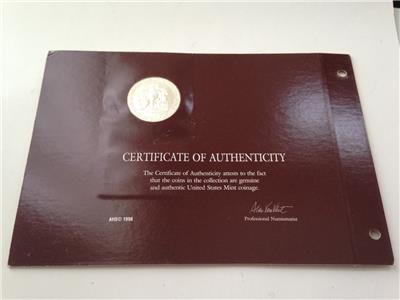 CERTIFICATE OF AUTHENTICITY
The Certificate of Authenticity attests to the fact
that the coins in the collection are genuine
and authentic United States Mint coinage.
Professional Numismatist